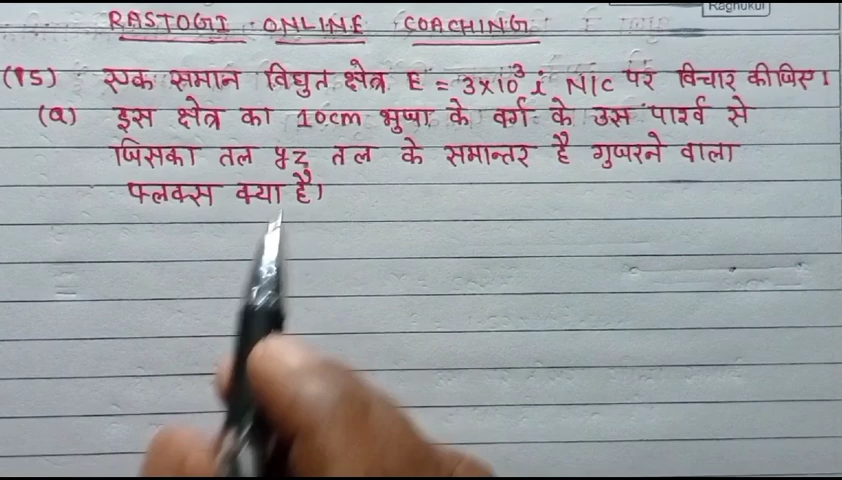 Raghukul
RASTOGI ONLINE COACHING
(15) एक समान विद्युत क्षेत्र E = 3×10³ i N/C पर विचार कीजिए।
(a) इस क्षेत्र का 10cm भुजा के वर्ग के उस पार्श्व से
जिसका तल yz तल के समान्तर है गुजरने वाला
फ्लक्स क्या है।